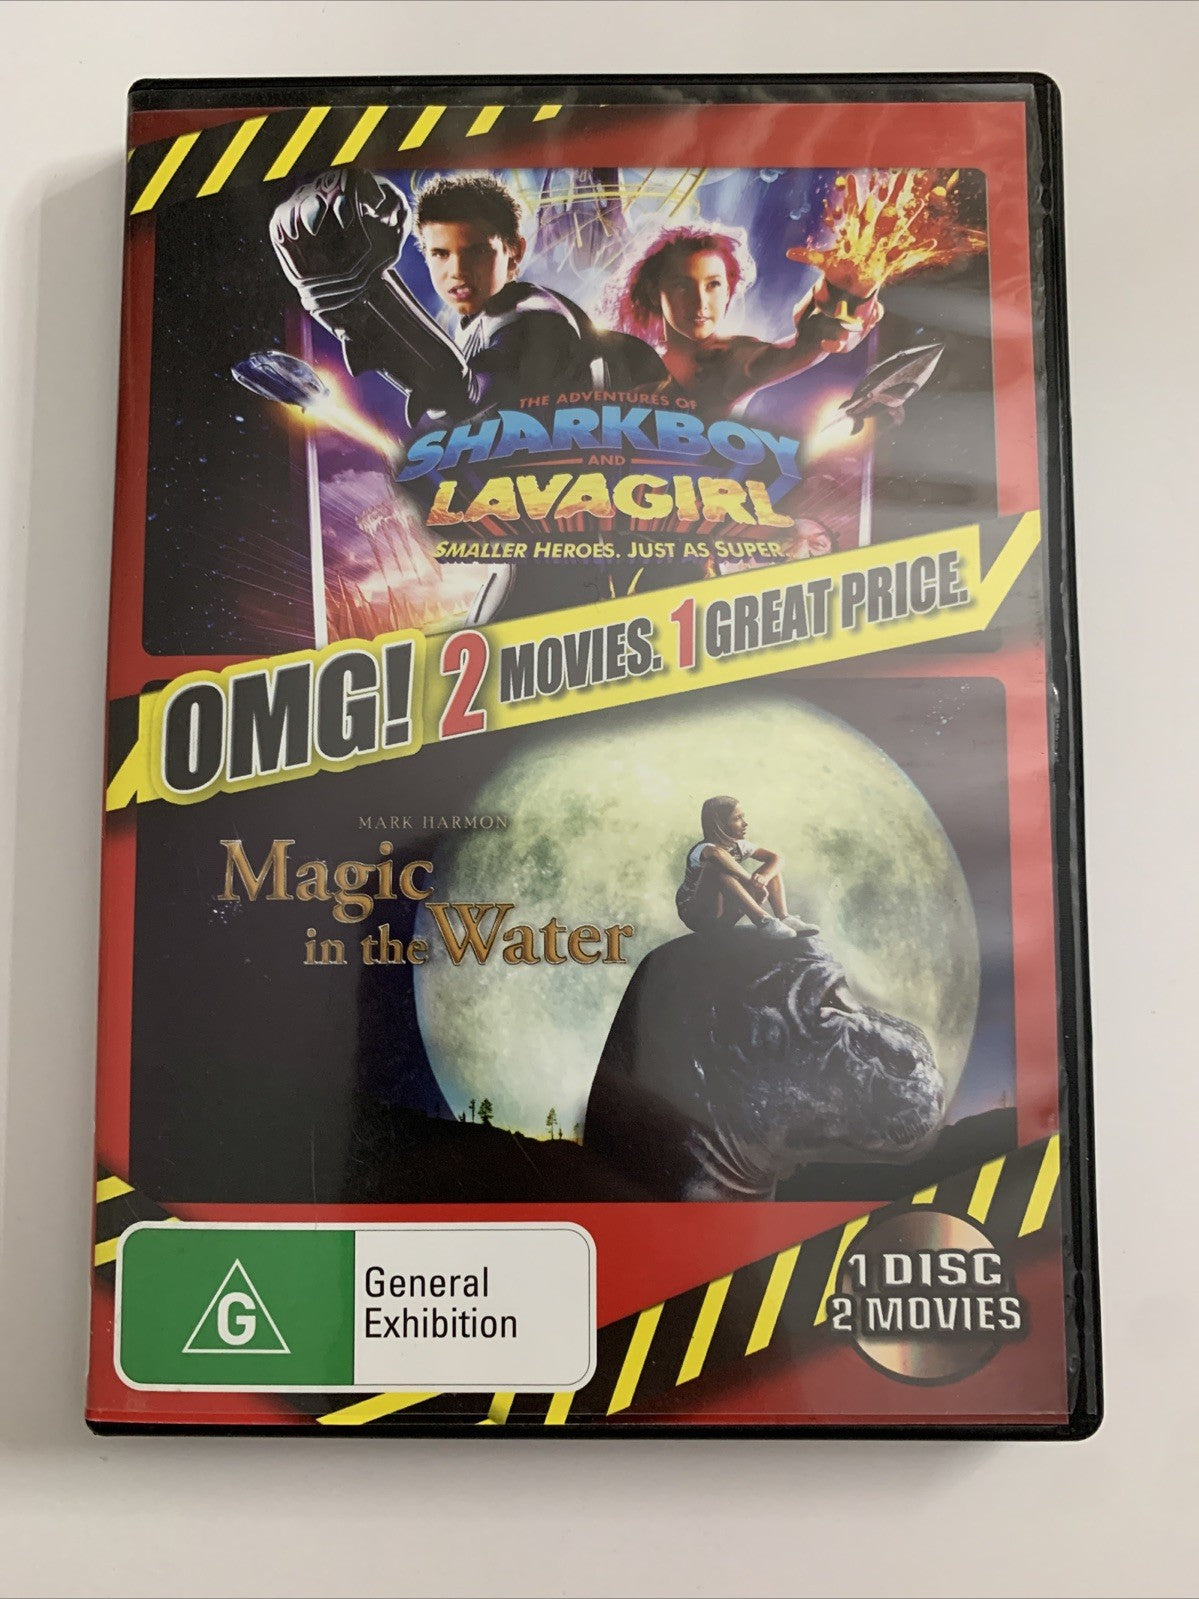 THE ADVENTURES OF
SHARKBOY
AND
LAVAGIRL
SMALLER HEROES. JUST AS SUPER.
OMG! 2 MOVIES. 1 GREAT PRICE.
MARK HARMON
Magic
in the Water
G
General
Exhibition
1 DISC
2 MOVIES